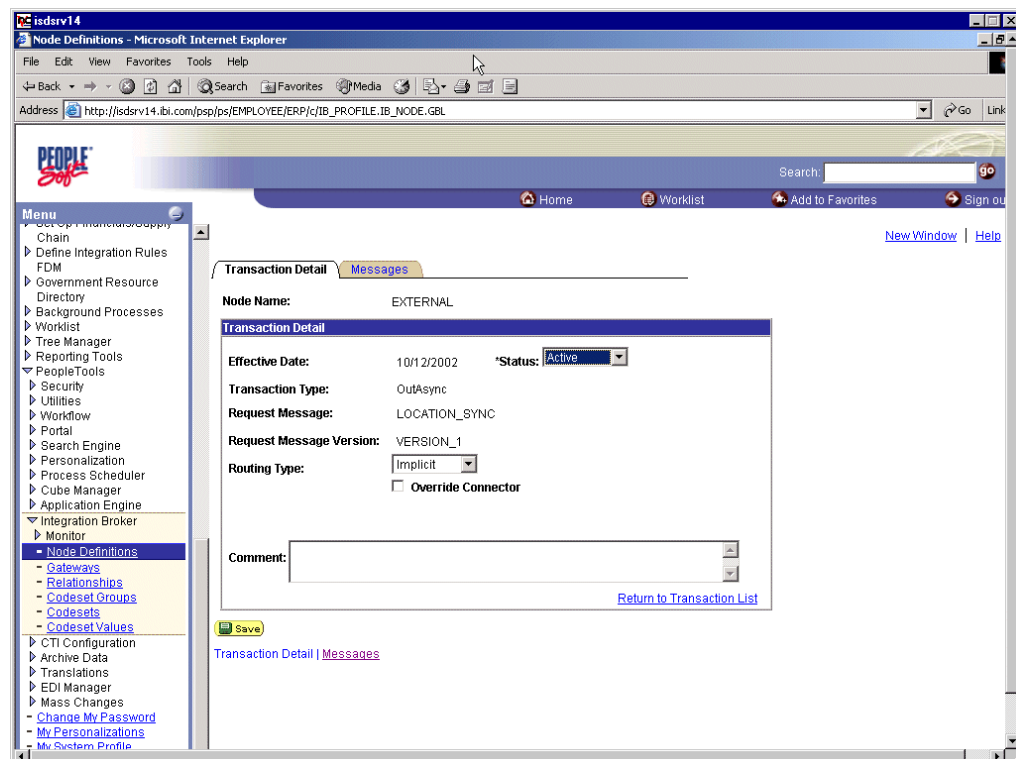 isdsrv14
Node Definitions - Microsoft Internet Explorer
File Edit View Favorites Tools Help
Back Search Favorites Media
Address http://isdsrv14.ibi.com/psp/ps/EMPLOYEE/ERP/c/IB_PROFILE.IB_NODE.GBL Go Link
PEOPLE Soft
Search: go
Home Worklist Add to Favorites Sign ou
Menu
Set Up Financials/Supply
Chain
Define Integration Rules
FDM
Government Resource
Directory
Background Processes
Worklist
Tree Manager
Reporting Tools
PeopleTools
Security
Utilities
Workflow
Portal
Search Engine
Personalization
Process Scheduler
Cube Manager
Application Engine
Integration Broker
Monitor
- Node Definitions
- Gateways
- Relationships
- Codeset Groups
- Codesets
- Codeset Values
CTI Configuration
Archive Data
Translations
EDI Manager
Mass Changes
- Change My Password
- My Personalizations
- My System Profile
New Window | Help
Transaction Detail Messages
Node Name: EXTERNAL
Transaction Detail
Effective Date: 10/12/2002 *Status: Active
Transaction Type: OutAsync
Request Message: LOCATION_SYNC
Request Message Version: VERSION_1
Routing Type: Implicit
Override Connector
Comment:
Return to Transaction List
Save
Transaction Detail | Messages